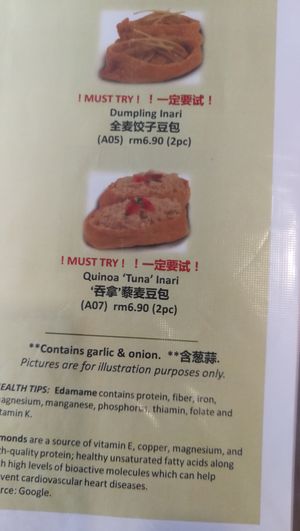 ! MUST TRY ! ！一定要试！
Dumpling Inari
全麦饺子豆包
(A05) rm6.90 (2pc)
! MUST TRY ! ！一定要试！
Quinoa ‘Tuna’ Inari
‘吞拿’藜麦豆包
(A07) rm6.90 (2pc)
**Contains garlic & onion. **含葱蒜.
Pictures are for illustration purposes only.
EALTH TIPS: Edamame contains protein, fiber, iron,
agnesium, manganese, phosphorus, thiamin, folate and
tamin K.
monds are a source of vitamin E, copper, magnesium, and
gh-quality protein; healthy unsaturated fatty acids along
h high levels of bioactive molecules which can help
event cardiovascular heart diseases.
rce: Google.